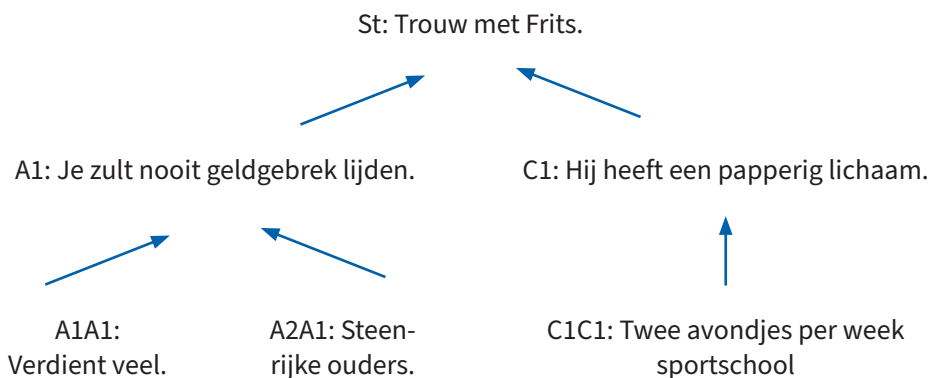 St: Trouw met Frits.
A1: Je zult nooit geldgebrek lijden.
C1: Hij heeft een papperig lichaam.
A1A1:
Verdient veel.
A2A1: Steen-
rijke ouders.
C1C1: Twee avondjes per week
sportschool